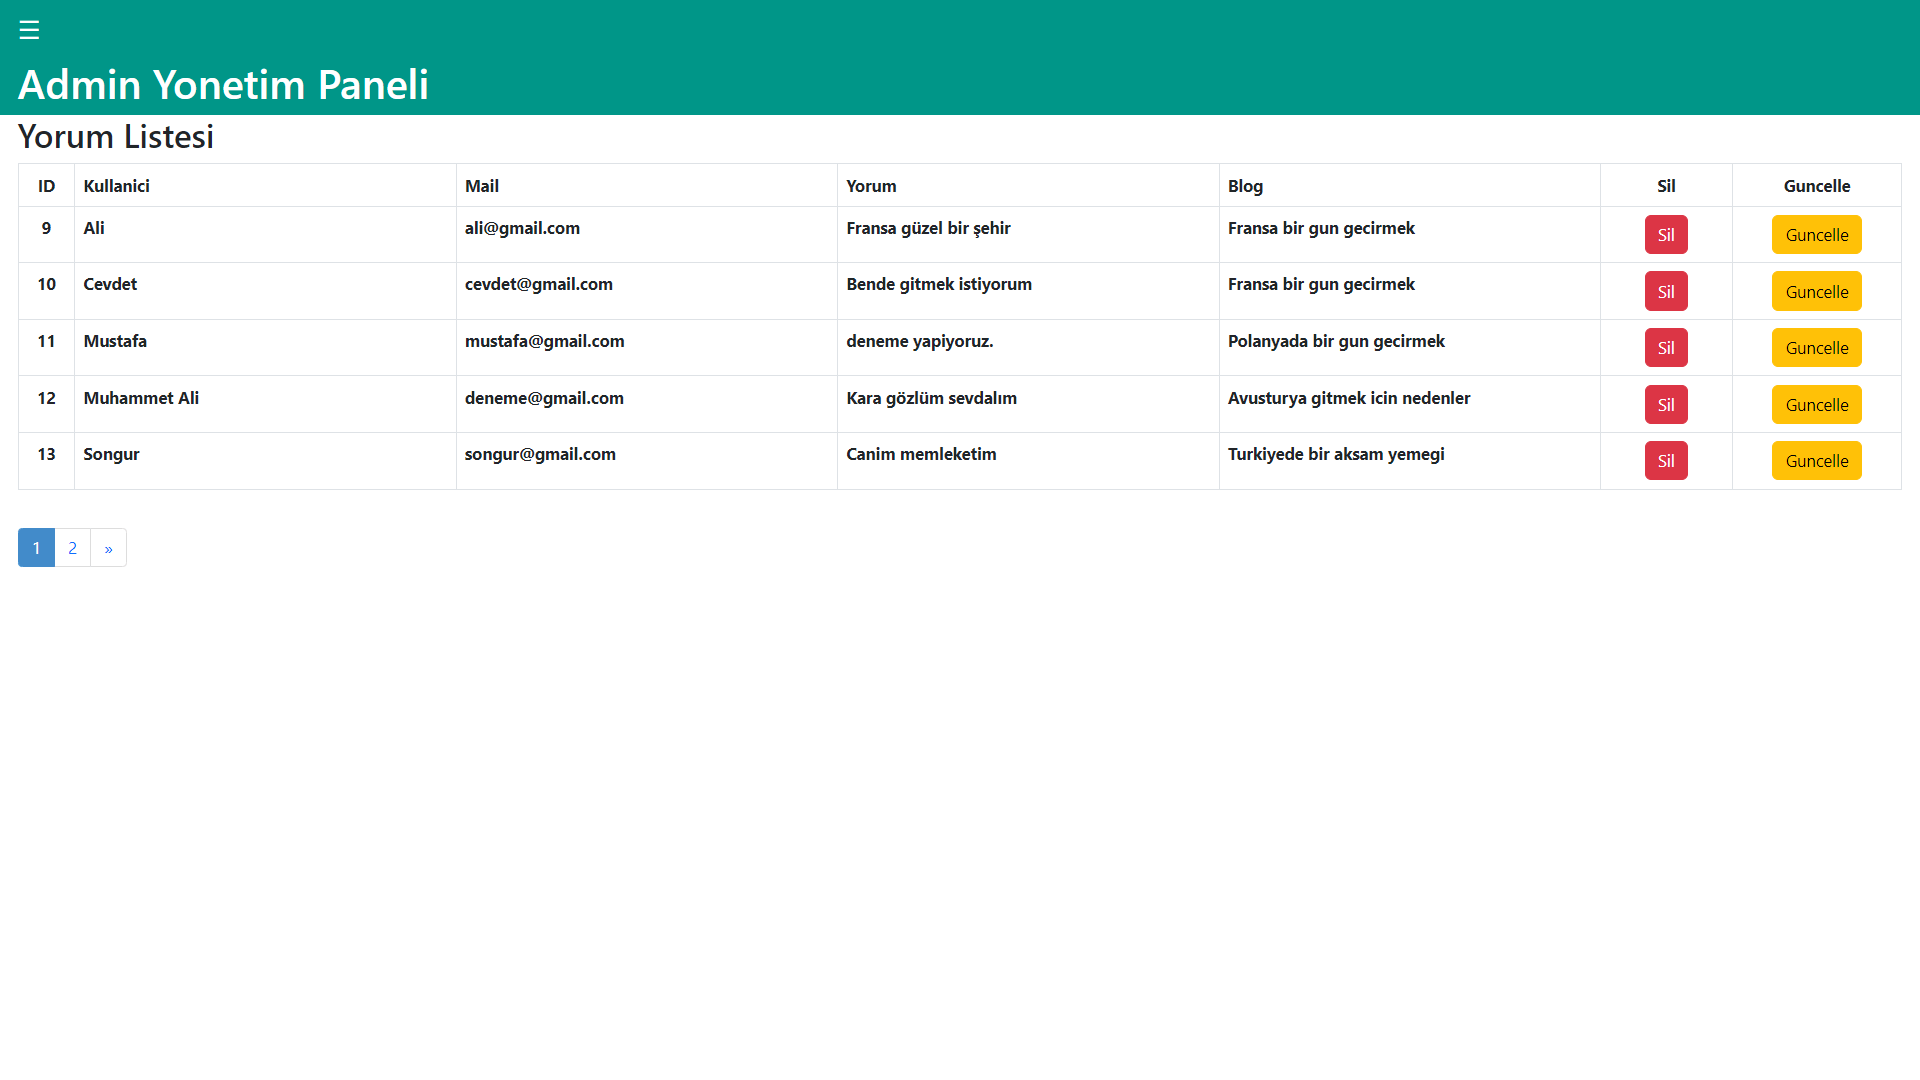 ☰
Admin Yonetim Paneli
Yorum Listesi
ID Kullanici Mail Yorum Blog Sil Guncelle
9 Ali ali@gmail.com Fransa güzel bir şehir Fransa bir gun gecirmek Sil Guncelle
10 Cevdet cevdet@gmail.com Bende gitmek istiyorum Fransa bir gun gecirmek Sil Guncelle
11 Mustafa mustafa@gmail.com deneme yapiyoruz. Polanyada bir gun gecirmek Sil Guncelle
12 Muhammet Ali deneme@gmail.com Kara gözlüm sevdalım Avusturya gitmek icin nedenler Sil Guncelle
13 Songur songur@gmail.com Canim memleketim Turkiyede bir aksam yemegi Sil Guncelle
1 2 »